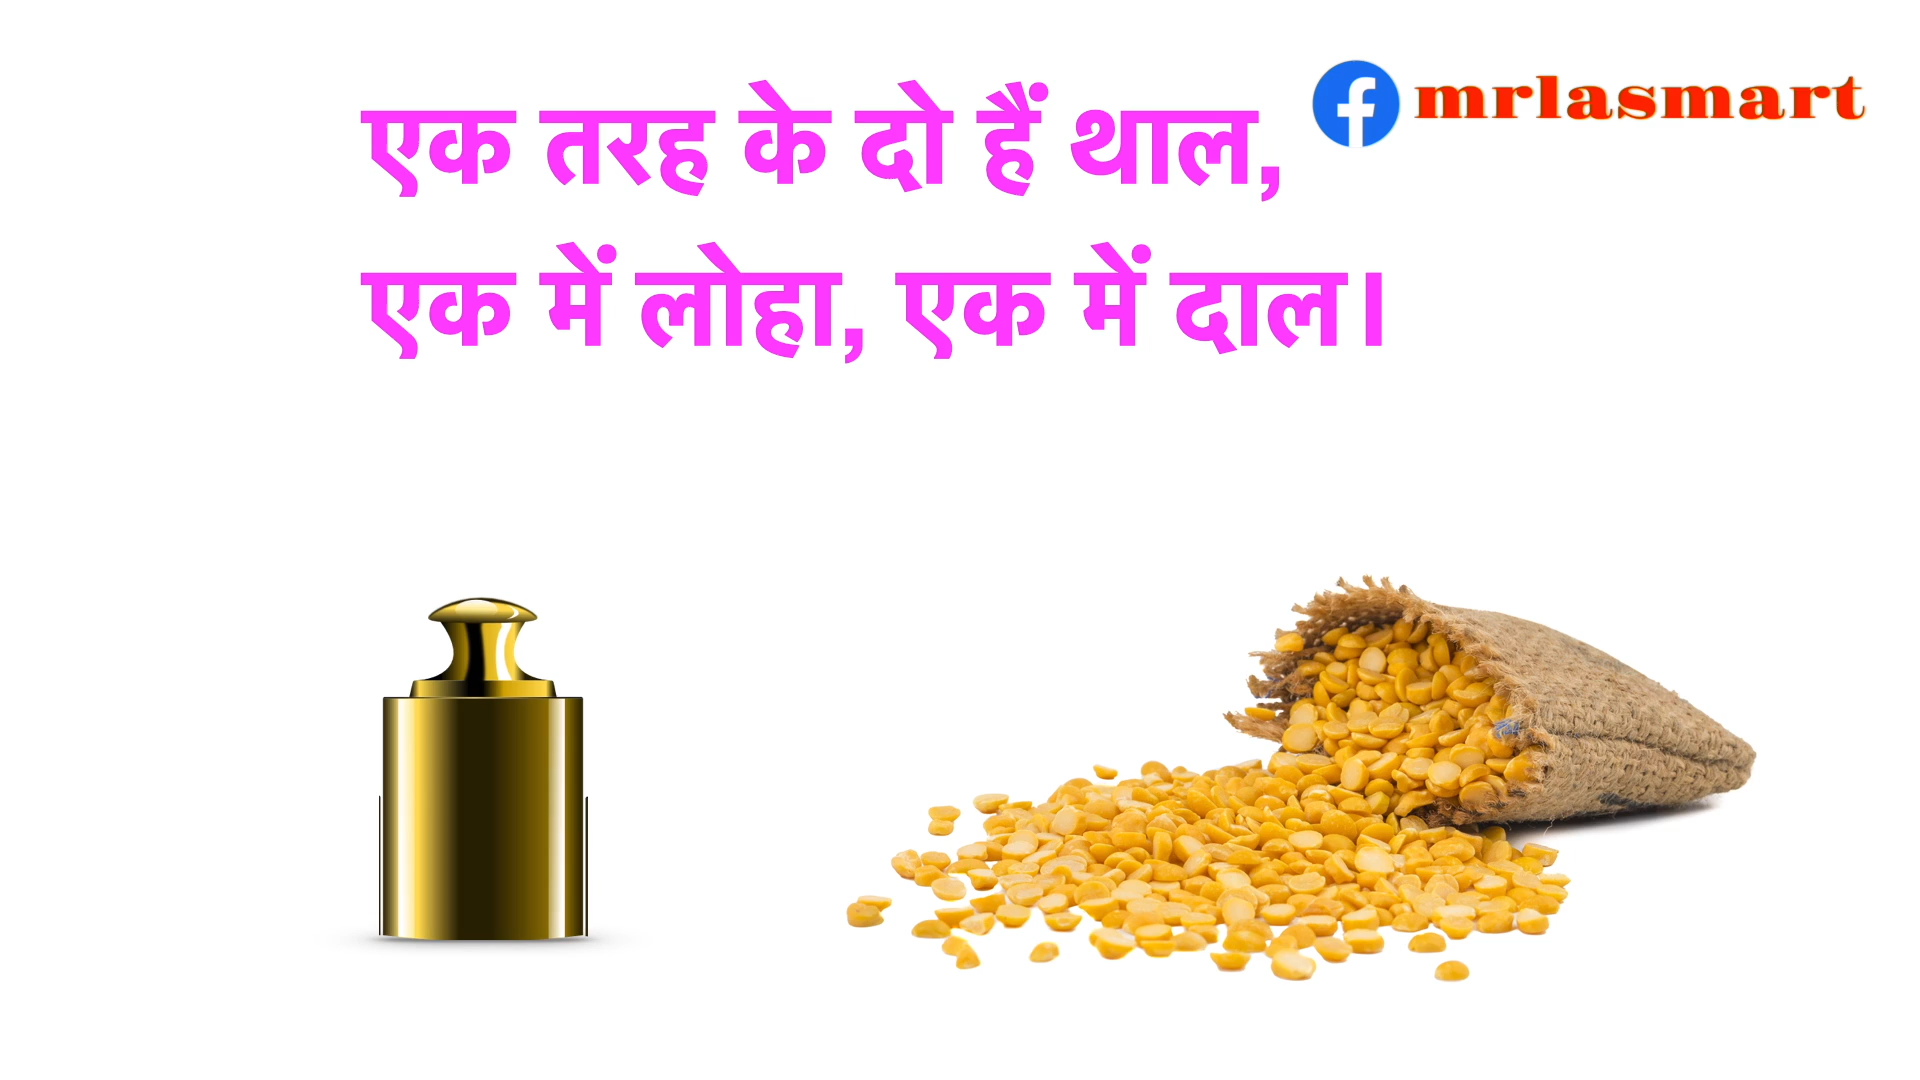 एक तरह के दो हैं थाल,
एक में लोहा, एक में दाल।
mrlasmart